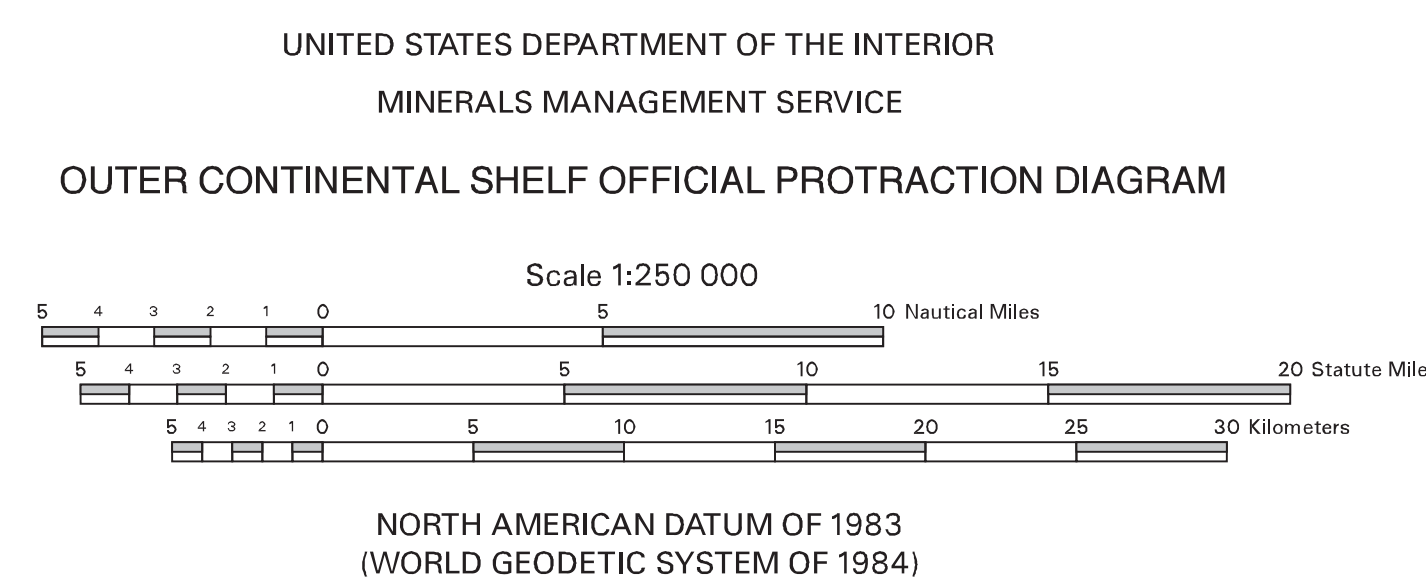 UNITED STATES DEPARTMENT OF THE INTERIOR
MINERALS MANAGEMENT SERVICE
OUTER CONTINENTAL SHELF OFFICIAL PROTRACTION DIAGRAM
Scale 1:250 000
5 4 3 2 1 0 5 10 Nautical Miles
5 4 3 2 1 0 5 10 15 20 Statute Mile
5 4 3 2 1 0 5 10 15 20 25 30 Kilometers
NORTH AMERICAN DATUM OF 1983
(WORLD GEODETIC SYSTEM OF 1984)